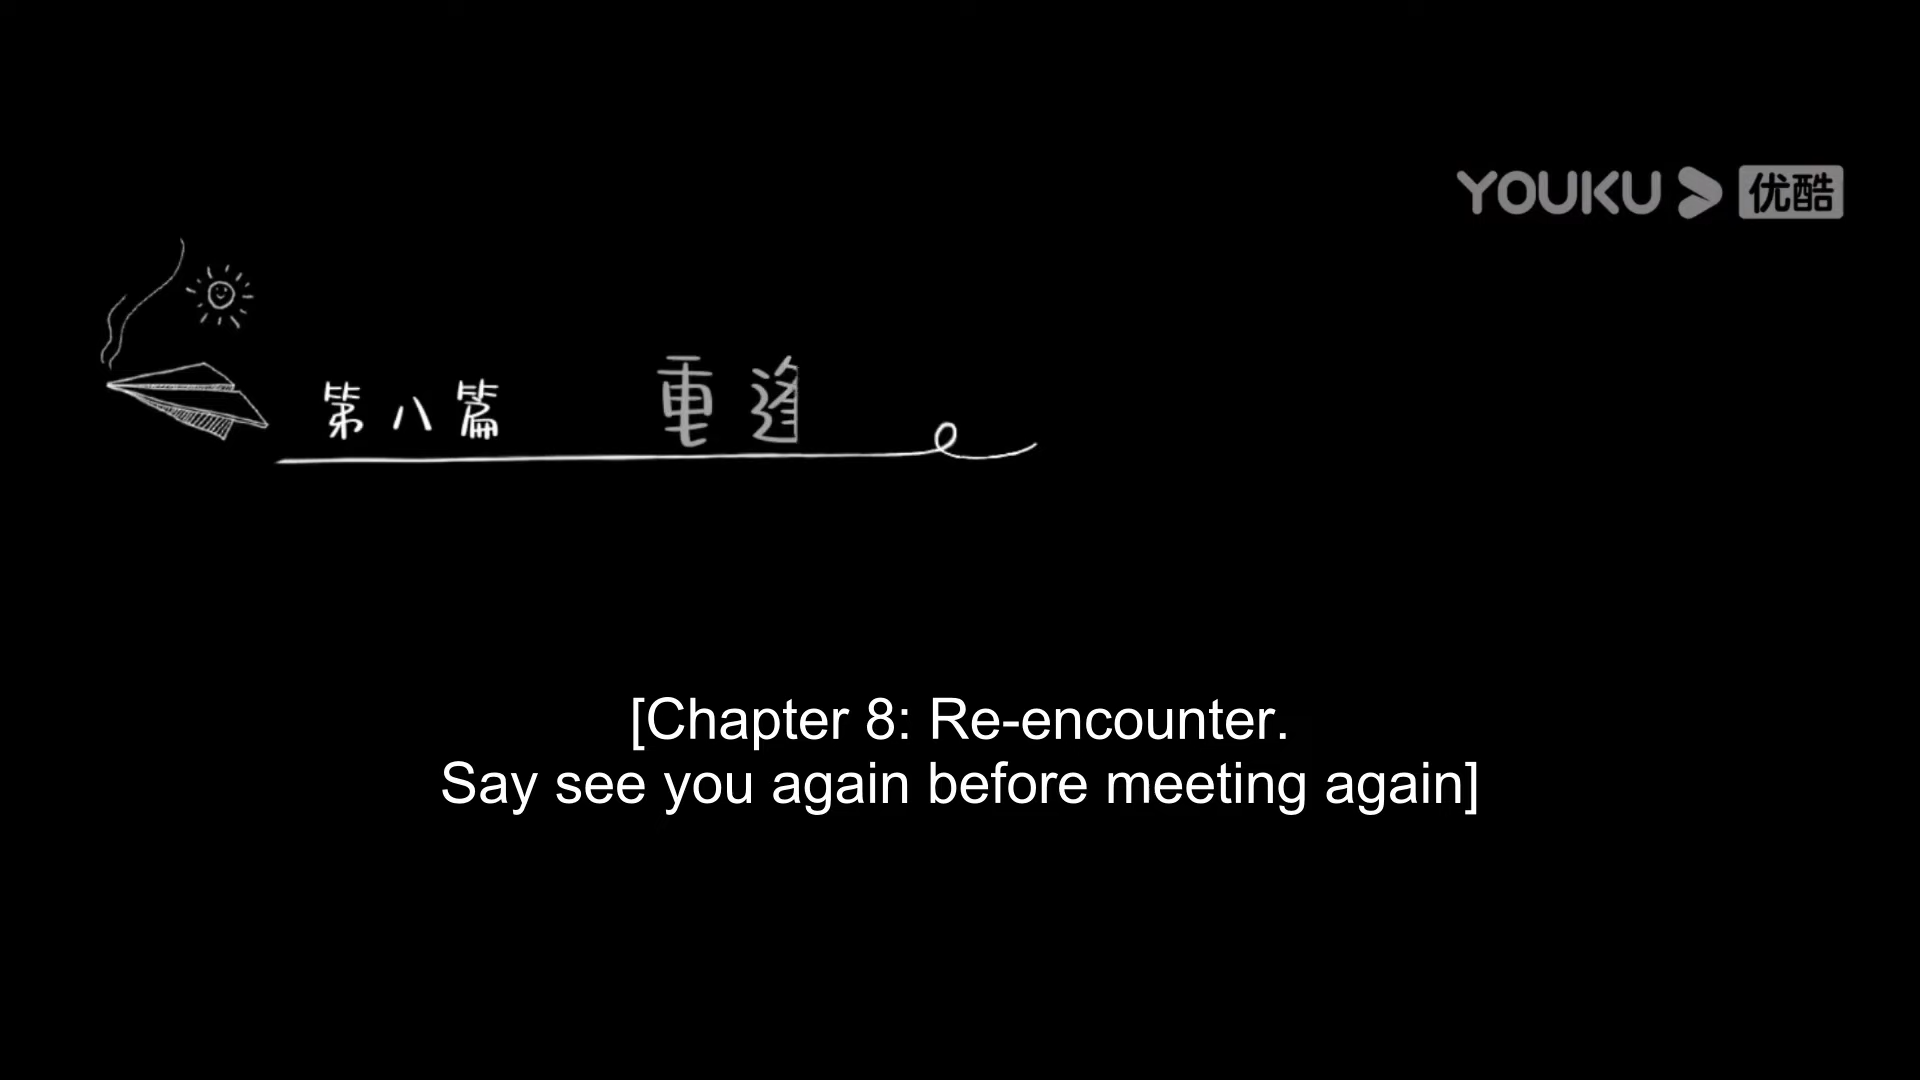 YOUKU 优酷
第八篇 重逢
[Chapter 8: Re-encounter.
Say see you again before meeting again]